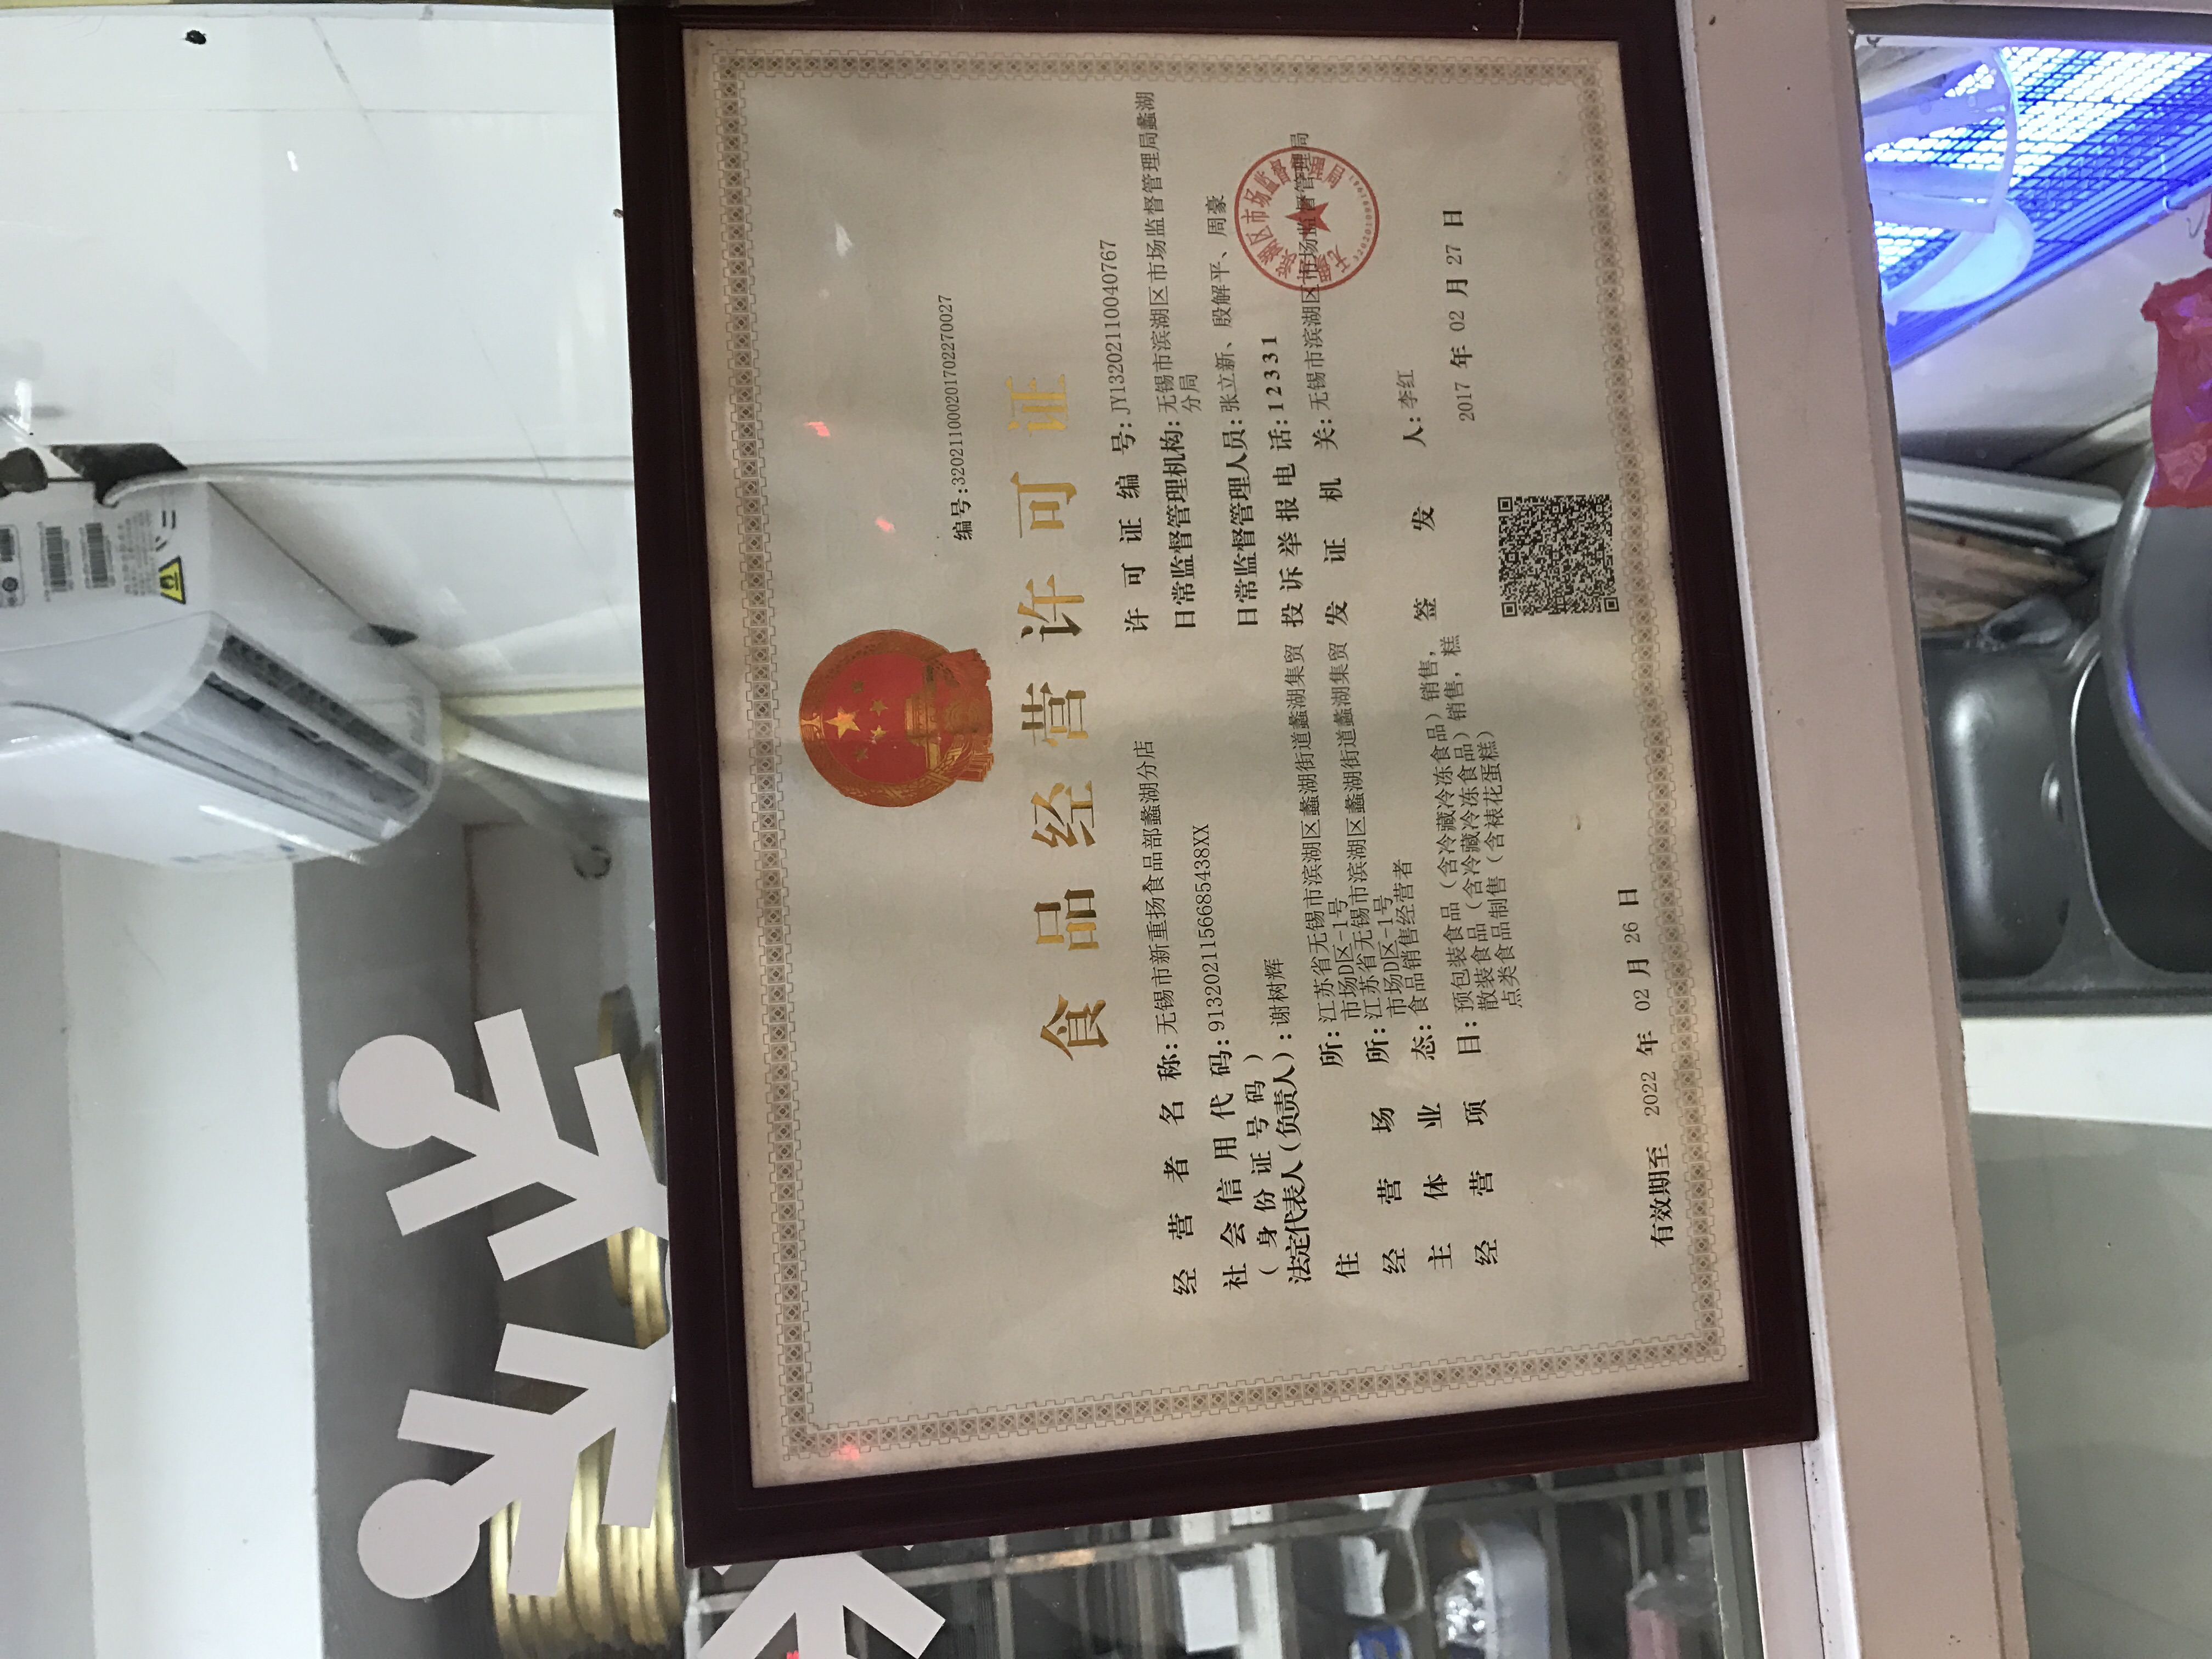 编号:320211000201702270027
食品经营许可证
经营者名称:无锡市新重扬食品部蠡湖分店
社会信用代码:9132021156685438XX
(身份证号码)
法定代表人(负责人):谢树辉
住所:江苏省无锡市滨湖区蠡湖街道蠡湖集贸
市场D区-1号
经营场所:江苏省无锡市滨湖区蠡湖街道蠡湖集贸
市场D区-1号
主体业态:食品销售经营者
经营项目:预包装食品(含冷藏冷冻食品)销售,
散装食品(含冷藏冷冻食品)销售,糕
点类食品制售(含裱花蛋糕)
有效期至 2022 年 02 月 26 日
许可证编号:JY13202110040767
日常监督管理机构:无锡市滨湖区市场监督管理局蠡湖
分局
日常监督管理人员:张立新、殷解平、周豪
投诉举报电话:12331
发证机关:无锡市滨湖区市场监督管理局
签发人:李红
2017 年 02 月 27 日